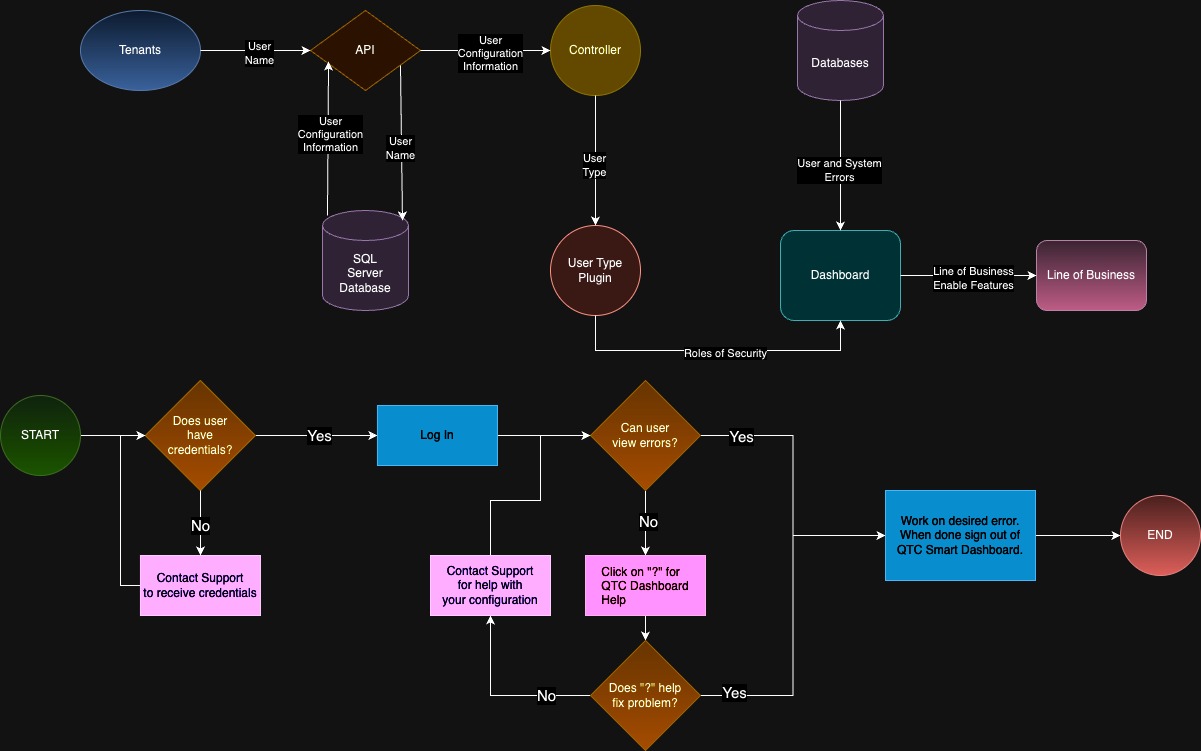 Tenants
User
Name
API
User
Configuration
Information
Controller
Databases
User
Configuration
Information
User
Name
User
Type
User and System
Errors
SQL
Server
Database
User Type
Plugin
Dashboard
Line of Business
Enable Features
Line of Business
Roles of Security
START
Does user
have
credentials?
Yes
Log In
Can user
view errors?
Yes
No
No
Contact Support
to receive credentials
Contact Support
for help with
your configuration
Click on "?" for
QTC Dashboard
Help
Work on desired error.
When done sign out of
QTC Smart Dashboard.
END
No
Does "?" help
fix problem?
Yes